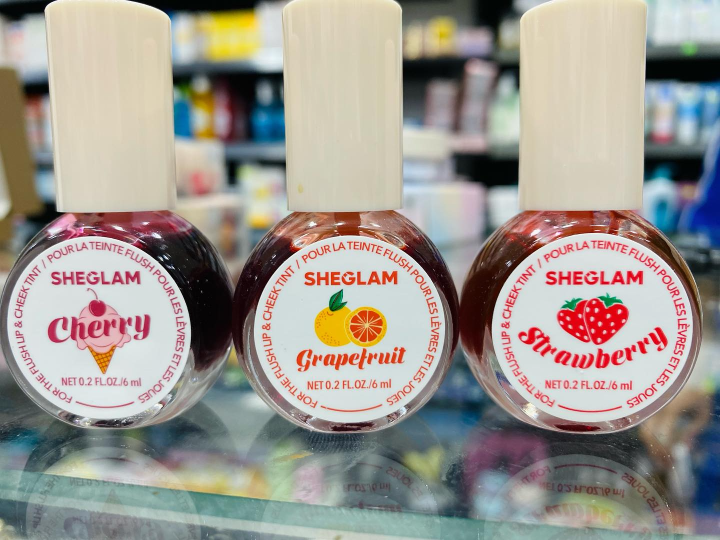 FOR THE FLUSH LIP & CHEEK TINT / POUR LA TEINTE FLUSH POUR LES LÈVRES ET LES JOUES
SHEGLAM
Cherry
NET 0.2 FL.OZ./6 ml
FOR THE FLUSH LIP & CHEEK TINT / POUR LA TEINTE FLUSH POUR LES LÈVRES ET LES JOUES
SHEGLAM
Grapefruit
NET 0.2 FL.OZ./6 ml
FOR THE FLUSH LIP & CHEEK TINT / POUR LA TEINTE FLUSH POUR LES LÈVRES ET LES JOUES
SHEGLAM
Strawberry
NET 0.2 FL.OZ./6 ml